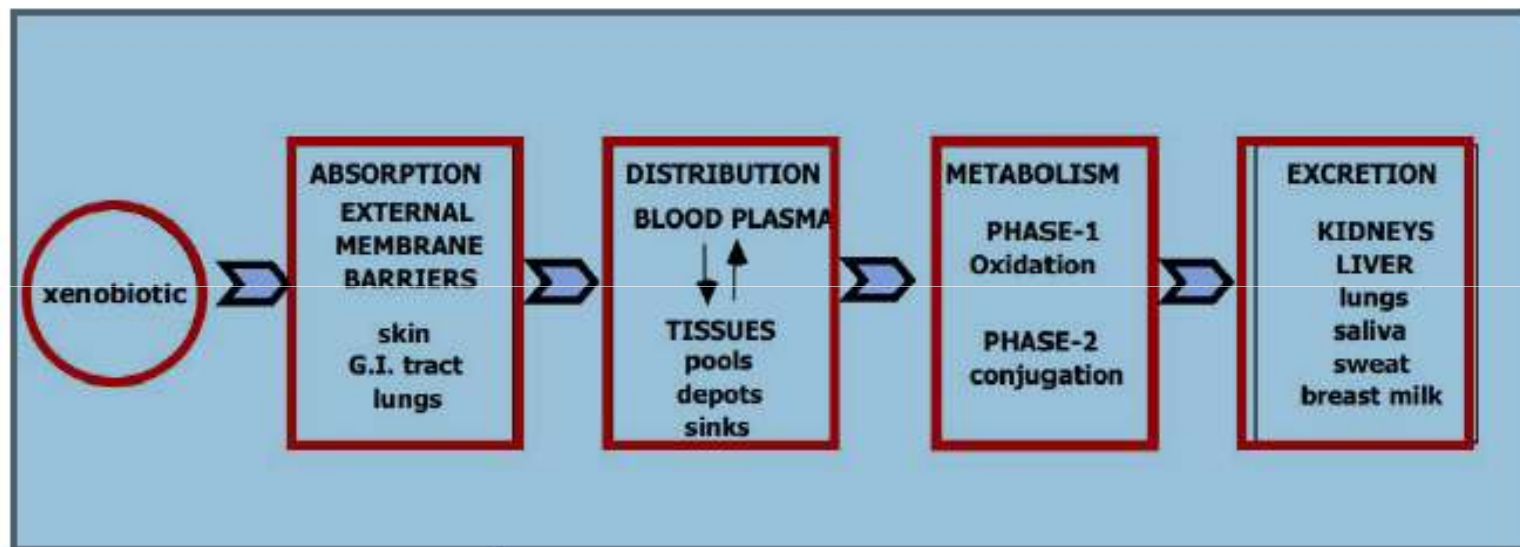 xenobiotic
ABSORPTION
EXTERNAL
MEMBRANE
BARRIERS
skin
G.I. tract
lungs
DISTRIBUTION
BLOOD PLASMA
TISSUES
pools
depots
sinks
METABOLISM
PHASE-1
Oxidation
PHASE-2
conjugation
EXCRETION
KIDNEYS
LIVER
lungs
saliva
sweat
breast milk